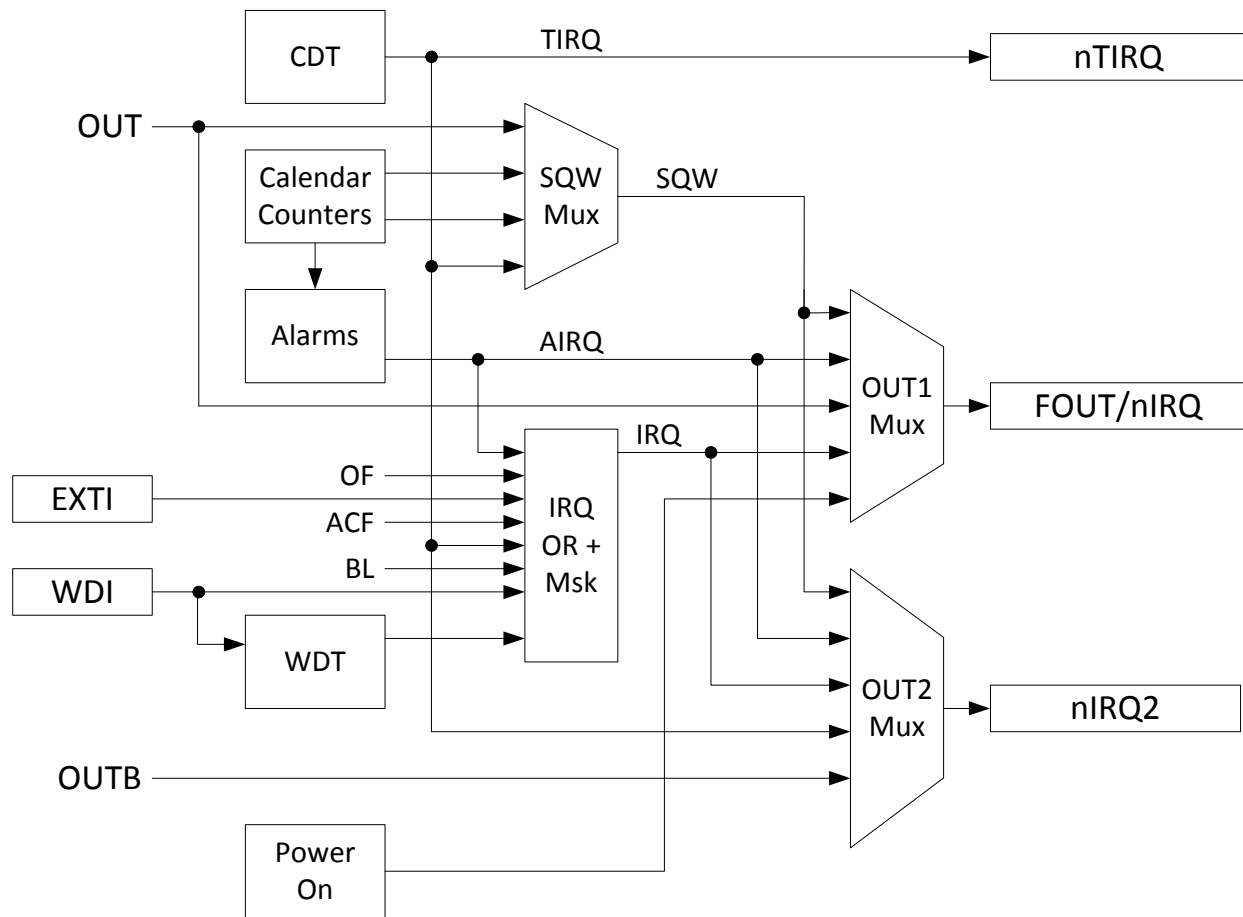 CDT
TIRQ
nTIRQ
OUT
Calendar
Counters
SQW
Mux
SQW
Alarms
AIRQ
OUT1
Mux
FOUT/nIRQ
IRQ
OF
EXTI
ACF
IRQ
OR +
Msk
BL
WDI
WDT
OUT2
Mux
nIRQ2
OUTB
Power
On